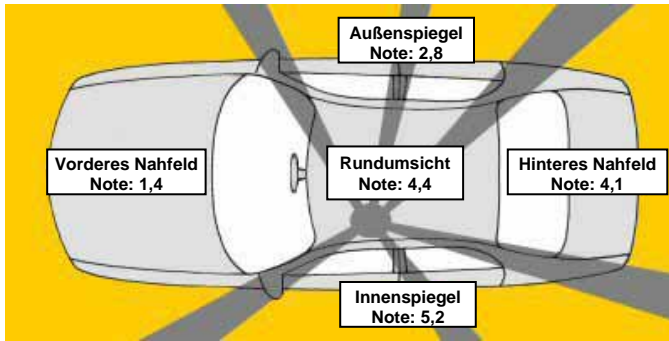 Außenspiegel
Note: 2,8
Vorderes Nahfeld
Note: 1,4
Rundumsicht
Note: 4,4
Hinteres Nahfeld
Note: 4,1
Innenspiegel
Note: 5,2